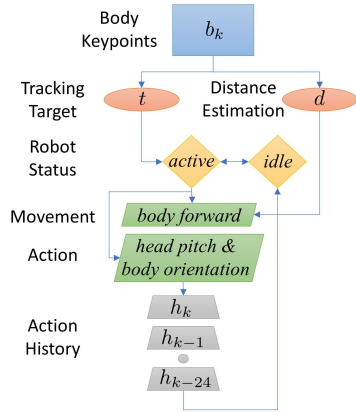 Body
Keypoints
b_k
Tracking
Target
t
Distance
Estimation
d
Robot
Status
active
idle
Movement
body forward
Action
head pitch &
body orientation
Action
History
h_k
h_{k-1}
h_{k-24}